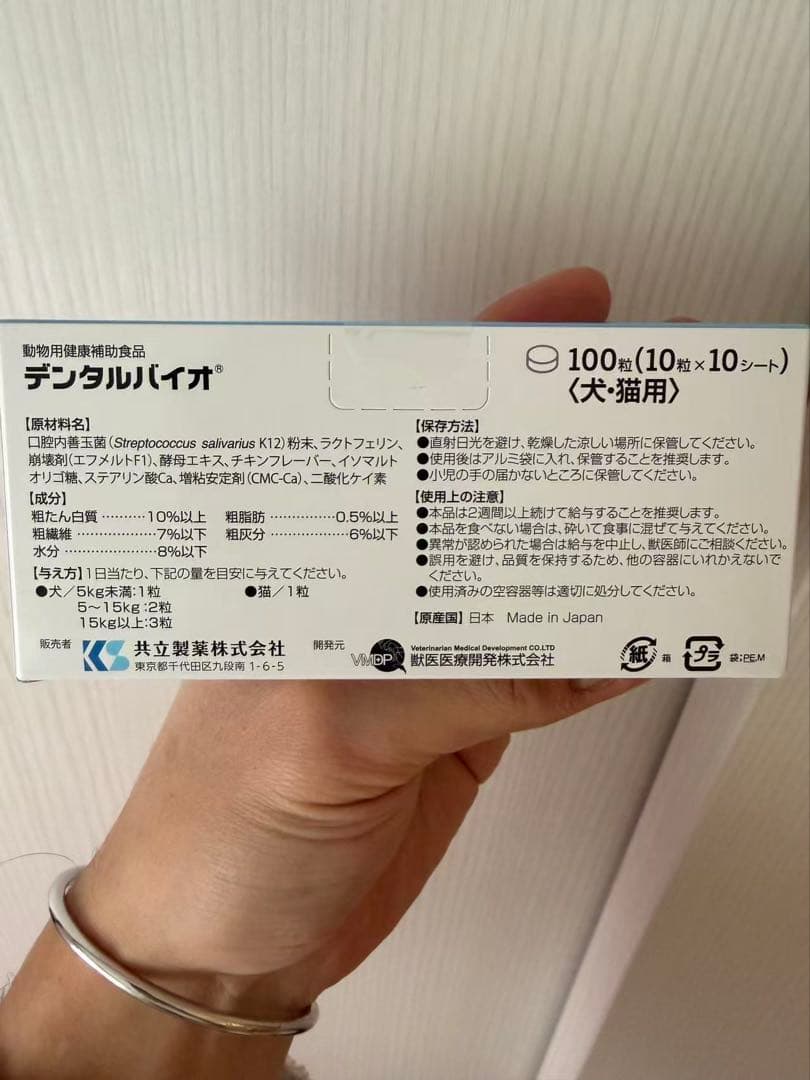 動物用健康補助食品
デンタルバイオ®
100粒(10粒×10シート)
〈犬・猫用〉
【原材料名】
口腔内善玉菌(Streptococcus salivarius K12)粉末、ラクトフェリン、
崩壊剤(エフメルトF1)、酵母エキス、チキンフレーバー、イソマルト
オリゴ糖、ステアリン酸Ca、増粘安定剤(CMC-Ca)、二酸化ケイ素
【成分】
粗たん白質………10%以上 粗脂肪…………0.5%以上
粗繊維……………7%以下 粗灰分…………6%以下
水分………………8%以下
【与え方】1日当たり、下記の量を目安に与えてください。
●犬/5kg未満:1粒 ●猫/1粒
5〜15kg:2粒
15kg以上:3粒
【保存方法】
●直射日光を避け、乾燥した涼しい場所に保管してください。
●使用後はアルミ袋に入れ、保管することを推奨します。
●小児の手の届かないところに保管してください。
【使用上の注意】
●本品は2週間以上続けて給与することを推奨します。
●本品を食べない場合は、砕いて食事に混ぜて与えてください。
●異常が認められた場合は給与を中止し、獣医師にご相談ください。
●誤用を避け、品質を保持するため、他の容器にいれかえないで
ください。
●使用済みの空容器等は適切に処分してください。
【原産国】日本 Made in Japan
販売者 KS 共立製薬株式会社
東京都千代田区九段南1-6-5
開発元 VMDP Veterinarian Medical Development CO.LTD
獣医医療開発株式会社
紙 箱 プラ 袋:PE,M